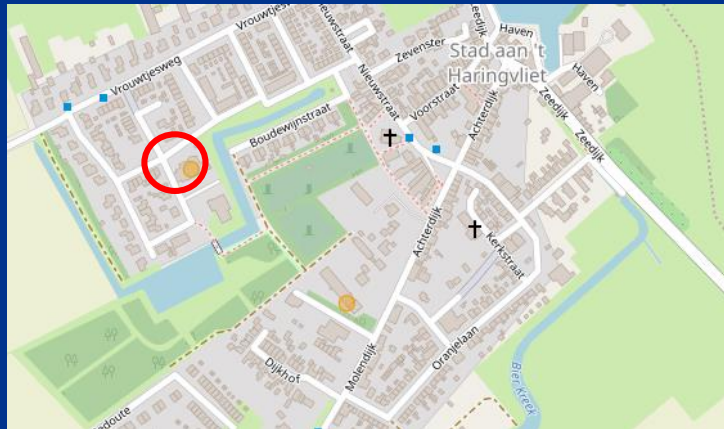 Vrouwtjesweg
Nieuwstraat
Zeedijk
Haven
Zevenster
Stad aan 't
Haringvliet
Haven
Vrouwtjesweg
Nieuwstraat
Voorstraat
Achterdijk
Zeedijk
Boudewijnstraat
Zeedijk
Achterdijk
Kerkstraat
Oranjelaan
Molendijk
Dijkhof
Bier Kreek
edoute